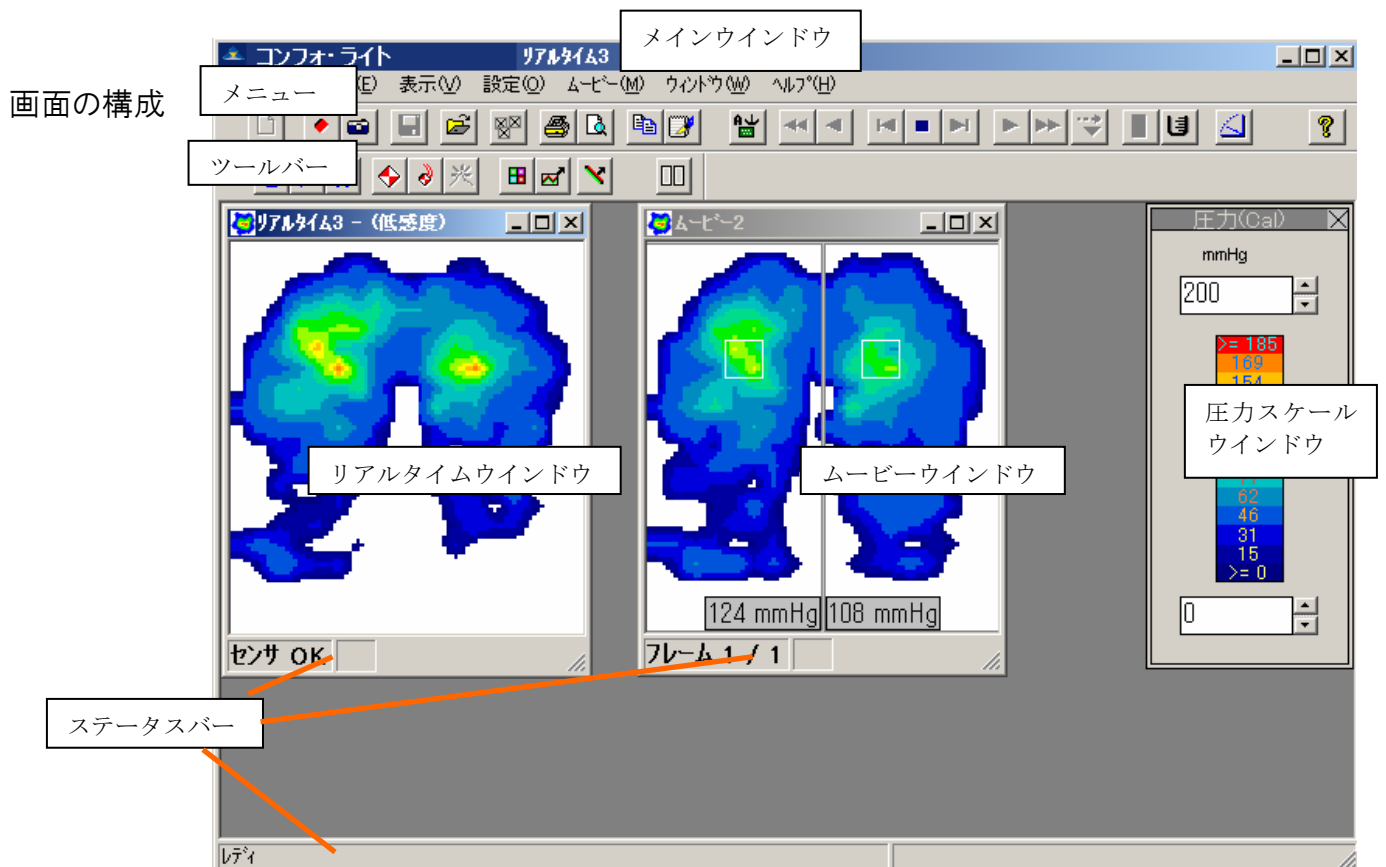 メインウインドウ
コンフォ・ライト リアルタイム3
画面の構成
メニュー
(E) 表示(V) 設定(O) ムービー(M) ウィンドウ(W) ヘルプ(H)
ツールバー
リアルタイム3 - (低感度)
ムービー2
圧力(Cal)
mmHg
200
>= 185
169
154
圧力スケール
ウインドウ
リアルタイムウインドウ
ムービーウインドウ
62
46
31
15
>= 0
124 mmHg
108 mmHg
0
センサ OK
フレーム 1 / 1
ステータスバー
レディ